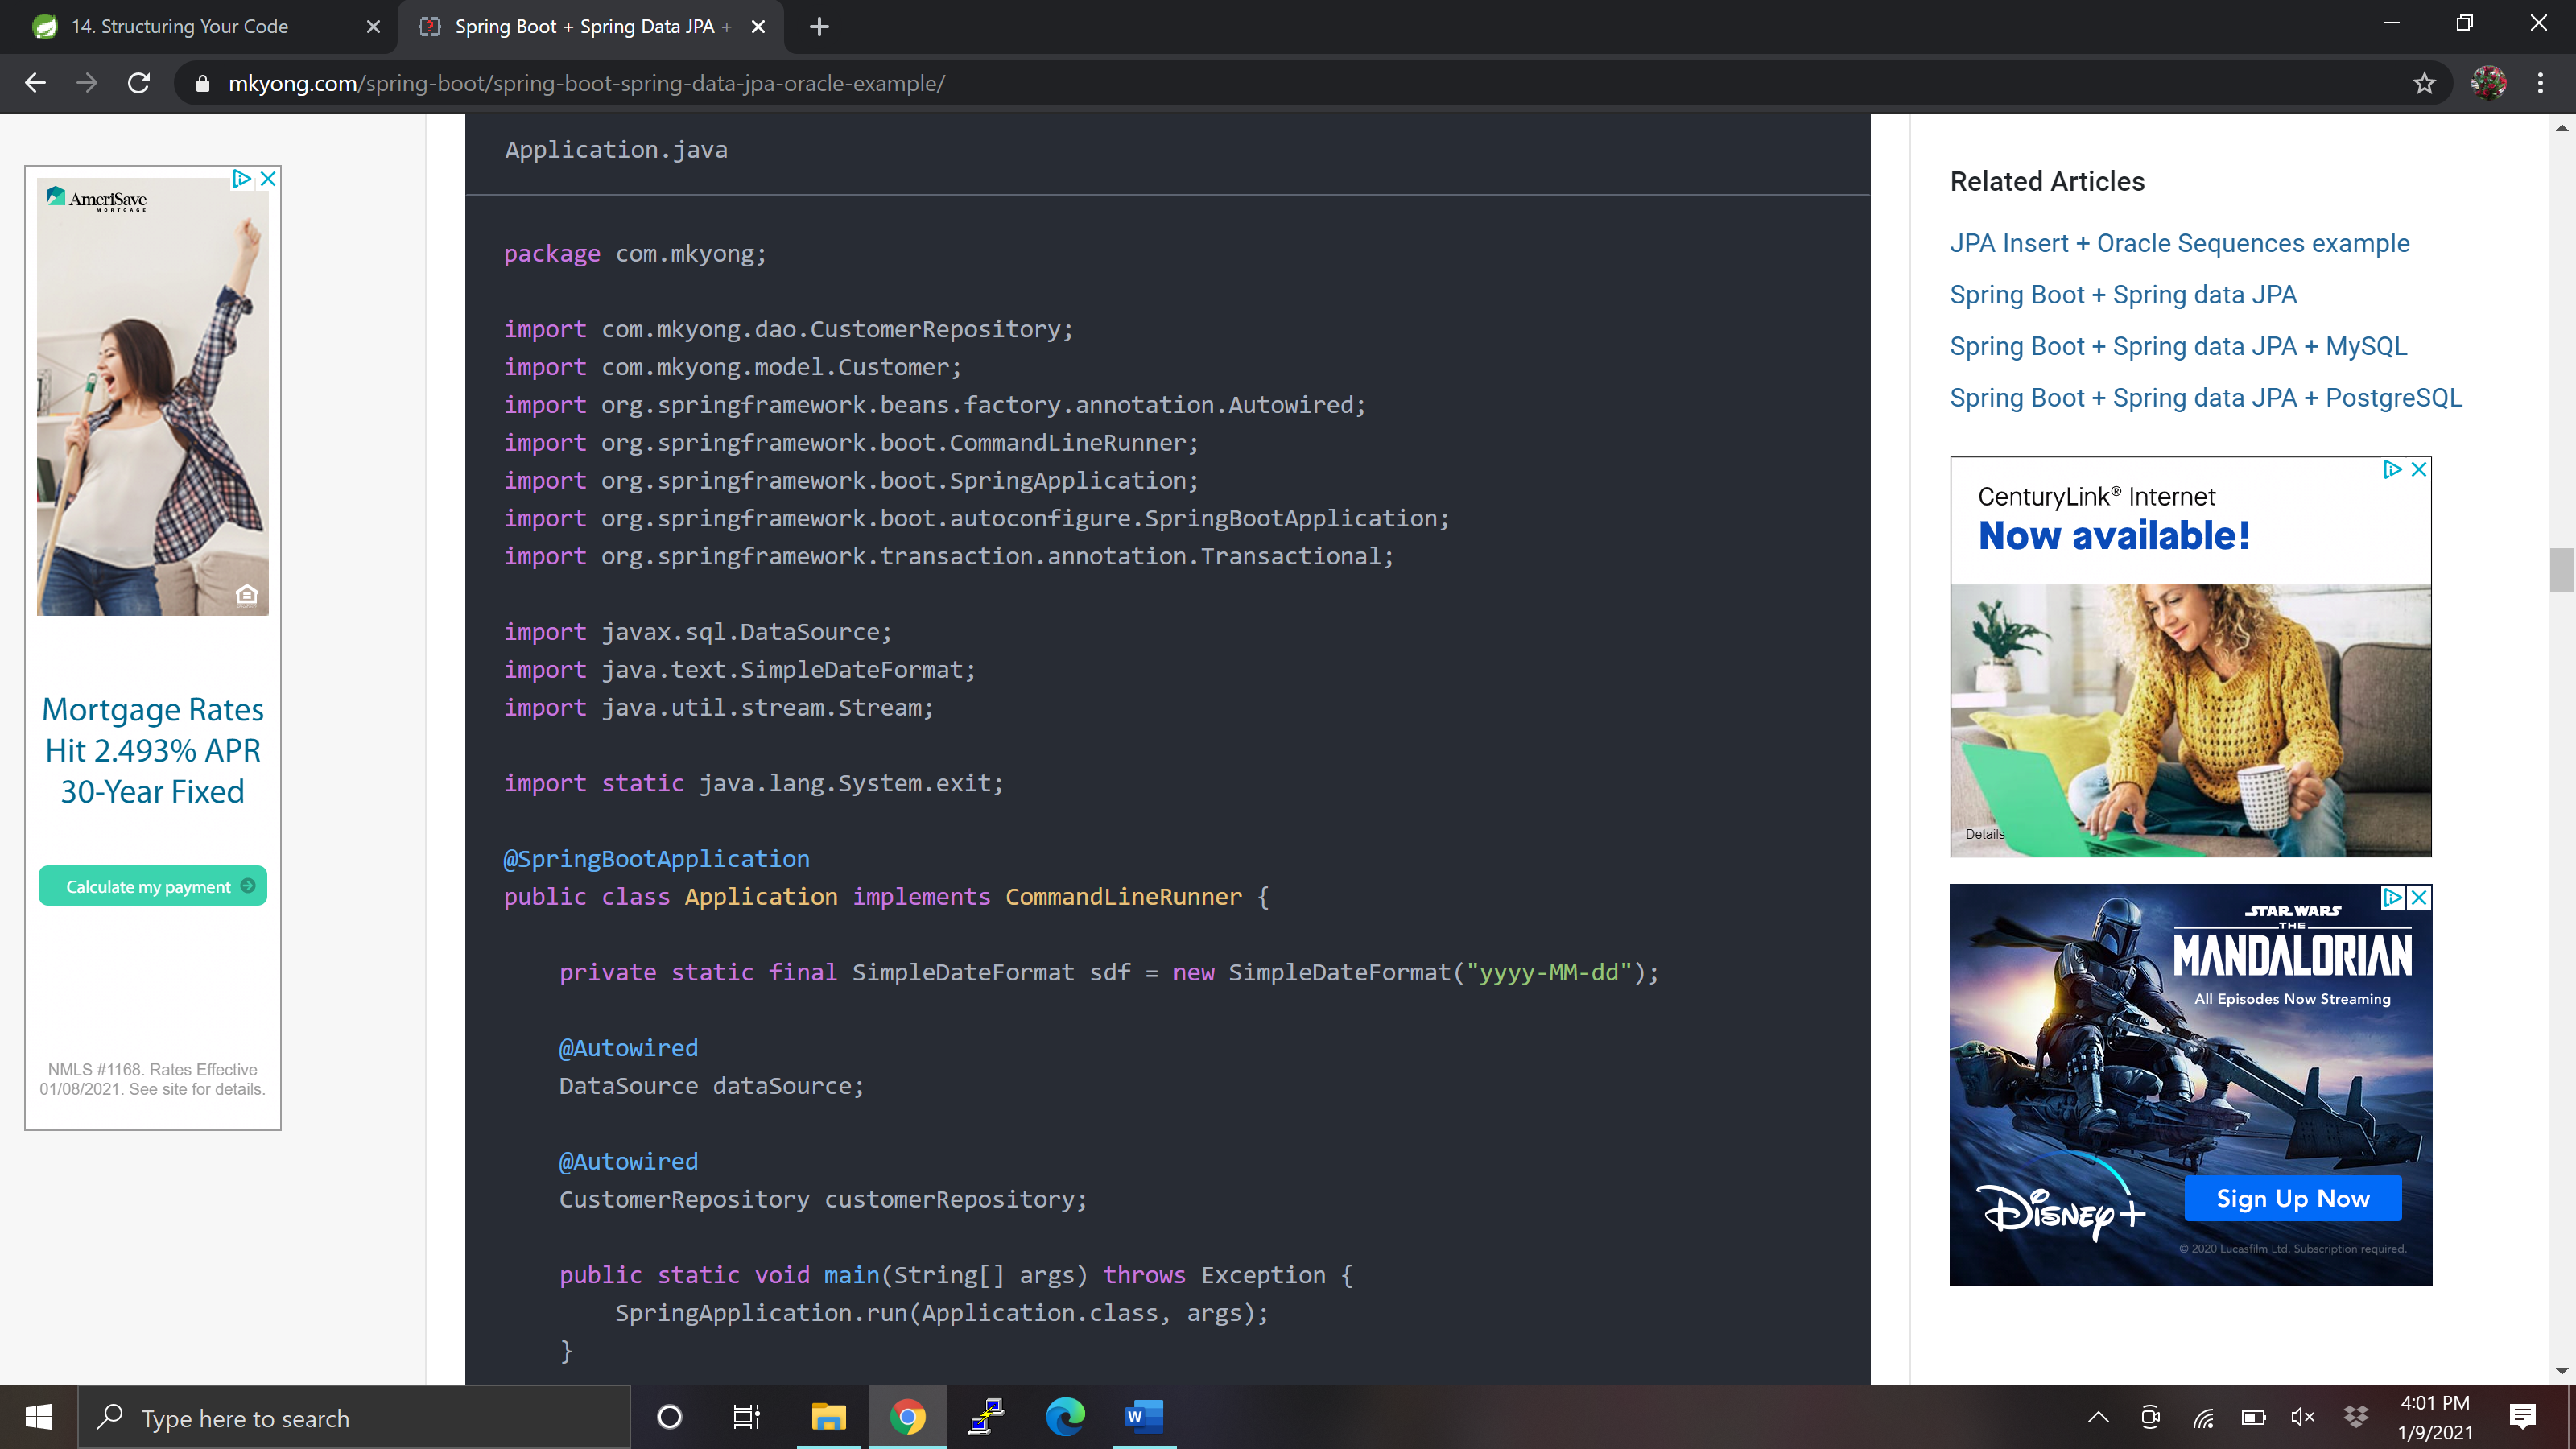 14. Structuring Your Code
Spring Boot + Spring Data JPA +
mkyong.com/spring-boot/spring-boot-spring-data-jpa-oracle-example/
AmeriSave
MORTGAGE
Mortgage Rates
Hit 2.493% APR
30-Year Fixed
Calculate my payment
NMLS #1168. Rates Effective
01/08/2021. See site for details.
Application.java
package com.mkyong;
import com.mkyong.dao.CustomerRepository;
import com.mkyong.model.Customer;
import org.springframework.beans.factory.annotation.Autowired;
import org.springframework.boot.CommandLineRunner;
import org.springframework.boot.SpringApplication;
import org.springframework.boot.autoconfigure.SpringBootApplication;
import org.springframework.transaction.annotation.Transactional;
import javax.sql.DataSource;
import java.text.SimpleDateFormat;
import java.util.stream.Stream;
import static java.lang.System.exit;
@SpringBootApplication
public class Application implements CommandLineRunner {
private static final SimpleDateFormat sdf = new SimpleDateFormat("yyyy-MM-dd");
@Autowired
DataSource dataSource;
@Autowired
CustomerRepository customerRepository;
public static void main(String[] args) throws Exception {
SpringApplication.run(Application.class, args);
}
Related Articles
JPA Insert + Oracle Sequences example
Spring Boot + Spring data JPA
Spring Boot + Spring data JPA + MySQL
Spring Boot + Spring data JPA + PostgreSQL
CenturyLink® Internet
Now available!
Details
STAR WARS
THE
MANDALORIAN
All Episodes Now Streaming
Disney+
Sign Up Now
© 2020 Lucasfilm Ltd. Subscription required.
Type here to search
W
4:01 PM
1/9/2021